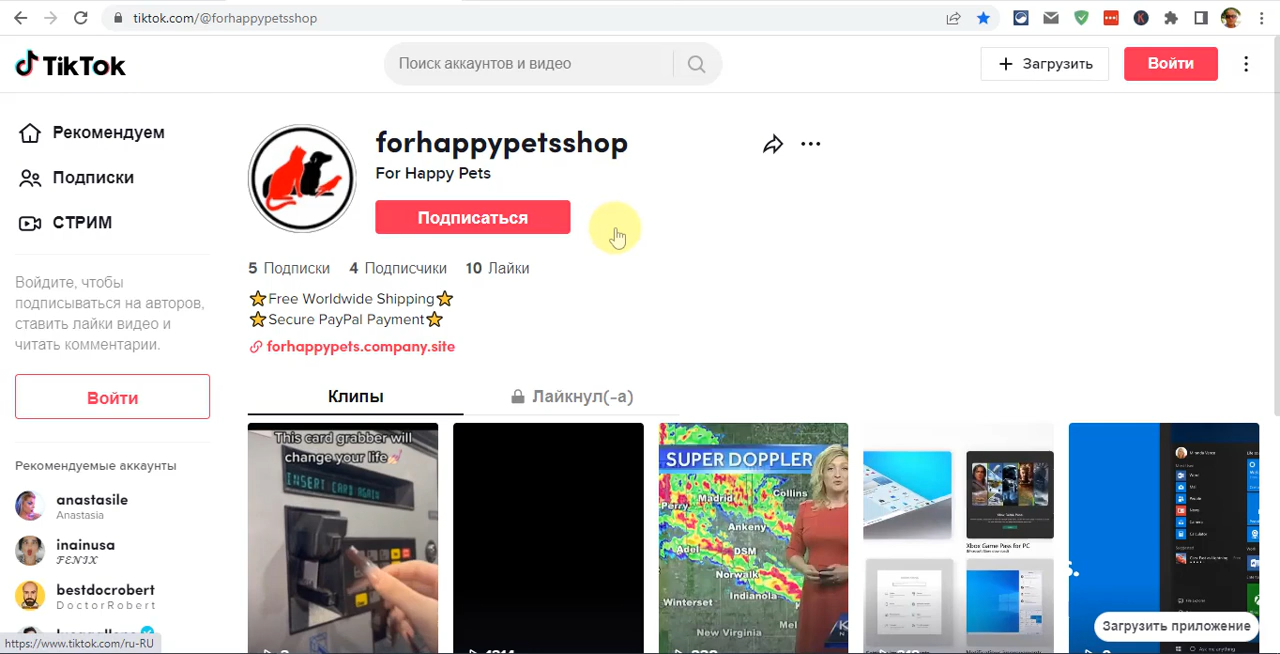 tiktok.com/@forhappypetsshop
TikTok
Поиск аккаунтов и видео
Загрузить
Войти
Рекомендуем
Подписки
СТРИМ
Войдите, чтобы
подписываться на авторов,
ставить лайки видео и
читать комментарии.
Войти
Рекомендуемые аккаунты
anastasile
Anastasia
inainusa
bestdocrobert
DoctorRobert
https://www.tiktok.com/ru-RU
forhappypetsshop
For Happy Pets
Подписаться
5 Подписки 4 Подписчики 10 Лайки
⭐Free Worldwide Shipping⭐
⭐Secure PayPal Payment⭐
forhappypets.company.site
Клипы
Лайкнул(-а)
This card grabber will
change your life
INSERT CARD AGAIN
SUPER DOPPLER
Madrid
Collins
Perry
Ankeny
Adel
DSM
Norwalk
Winterset
Indianola
New Virginia
Xbox Game Pass for PC
Загрузить приложение